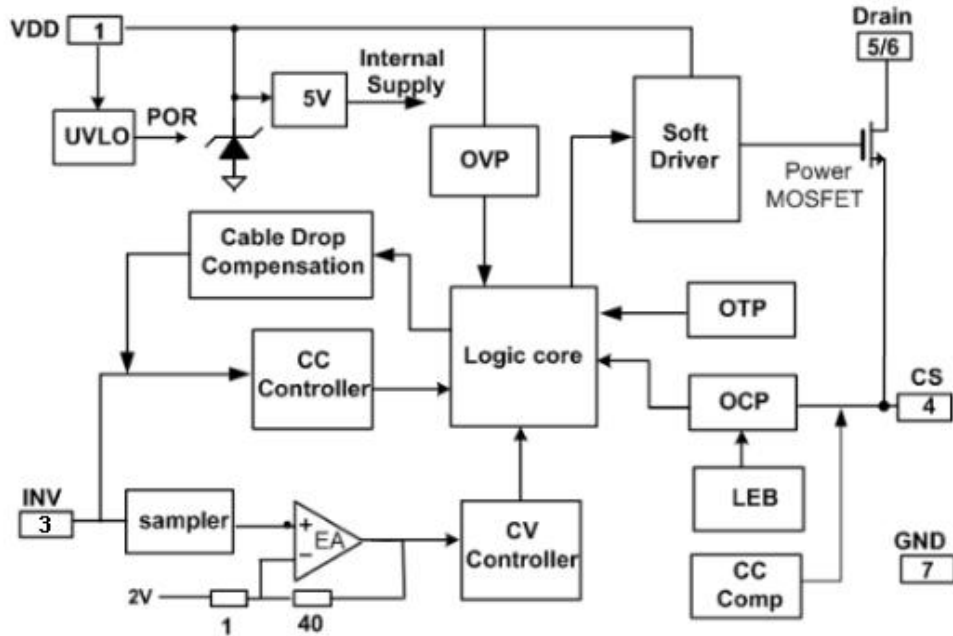 VDD
1
Drain
5/6
Internal
Supply
5V
POR
UVLO
OVP
Soft
Driver
Power
MOSFET
Cable Drop
Compensation
OTP
Logic core
CC
Controller
OCP
CS
4
INV
3
sampler
+
EA
−
LEB
CV
Controller
GND
7
CC
Comp
2V
1
40